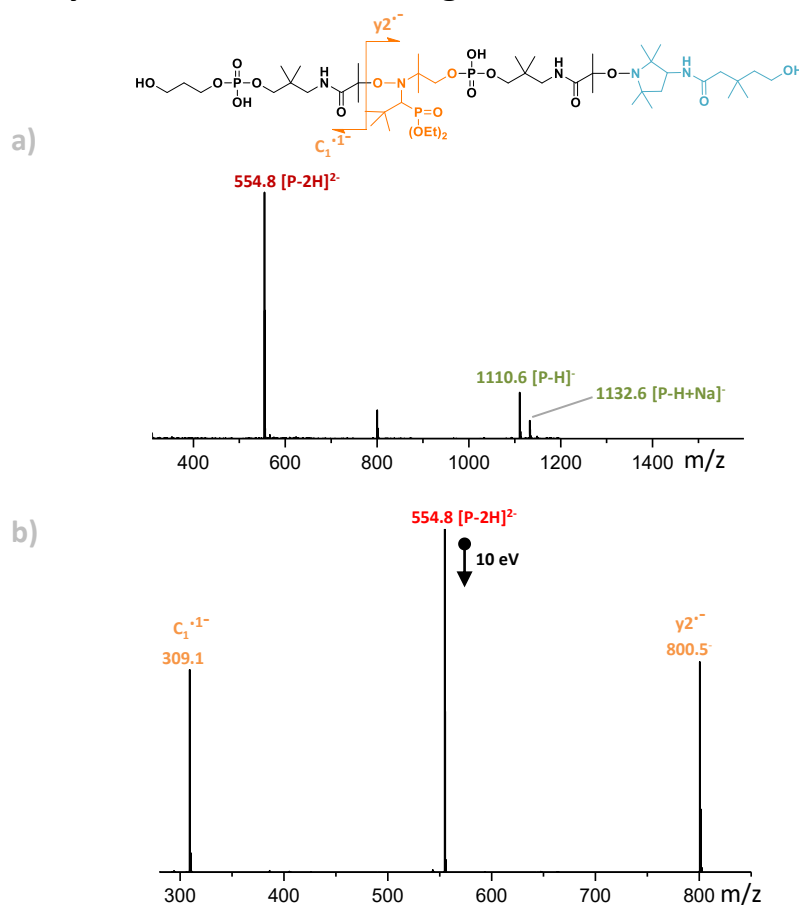 y2•−
HO O P O OH O N H O O N O P OH O O N H O O N NH O OH
P=O
(OEt)2
C1•1−
a)
554.8 [P-2H]2-
1110.6 [P-H]-
1132.6 [P-H+Na]-
400 600 800 1000 1200 1400 m/z
b)
554.8 [P-2H]2-
10 eV
C1•1−
309.1
y2•−
800.5-
300 400 500 600 700 800 m/z